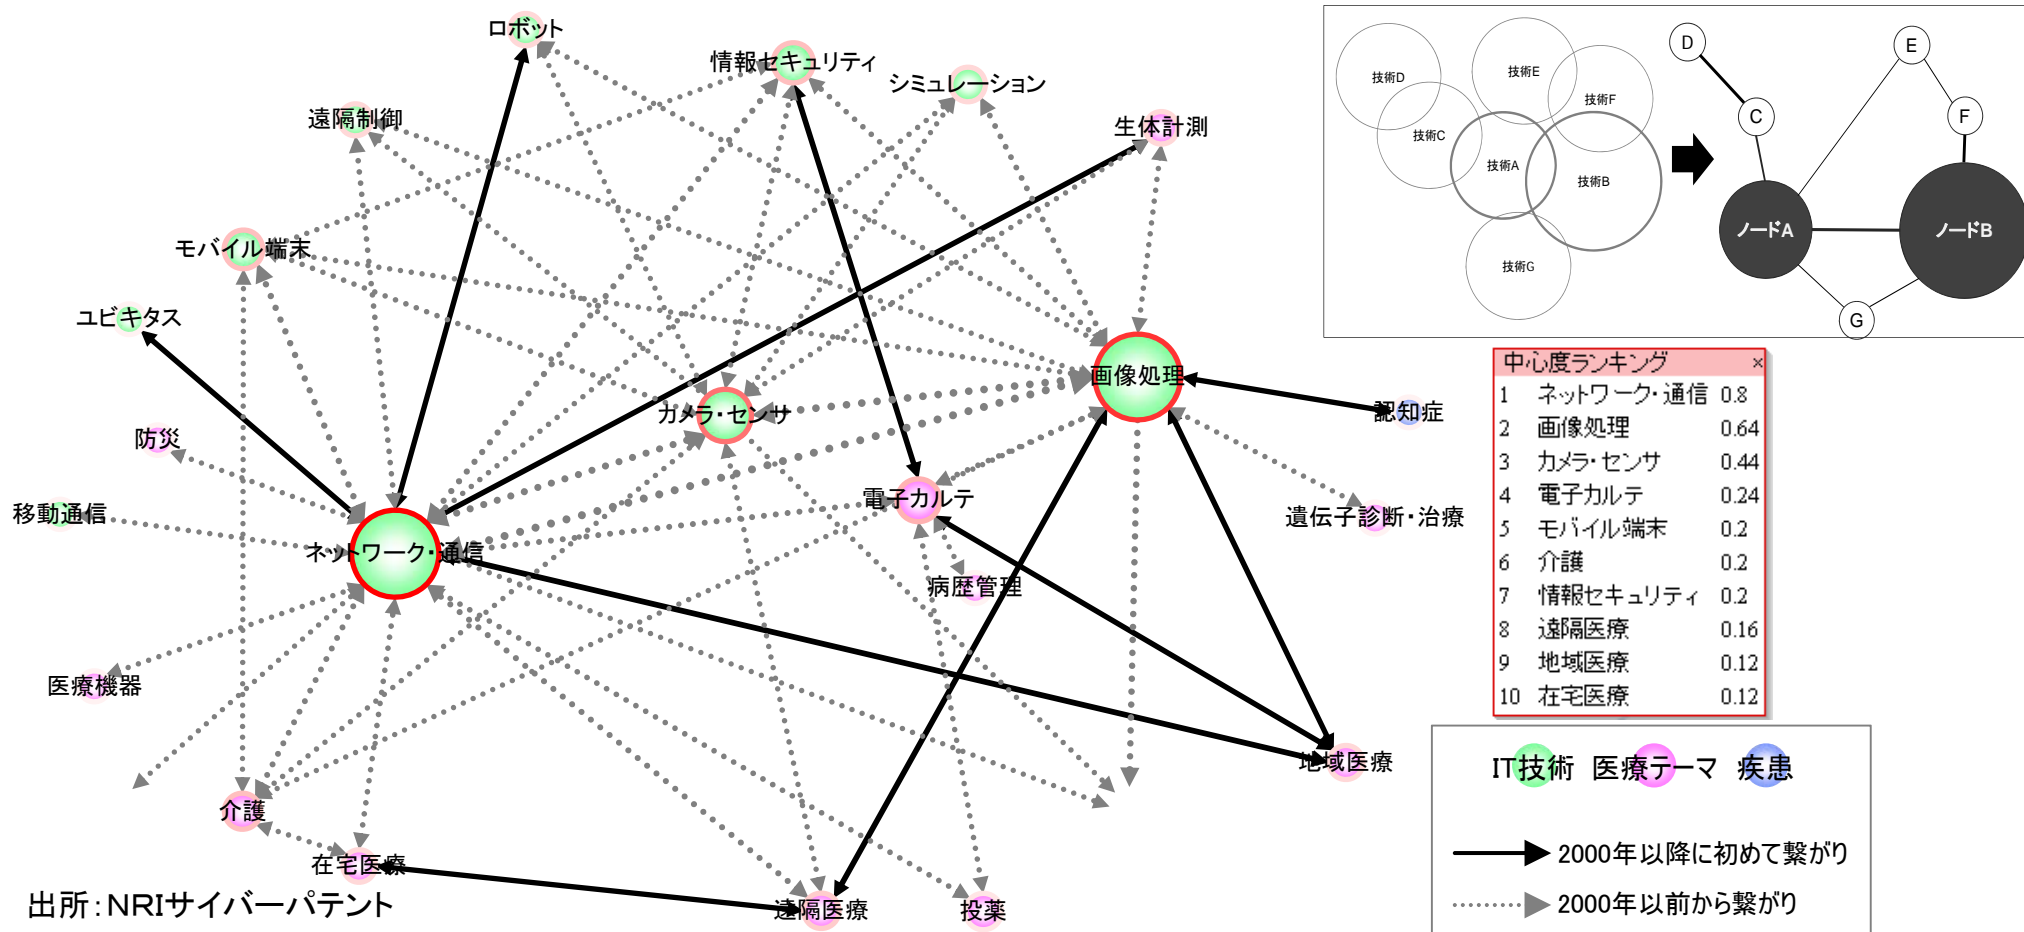 ロボット
情報セキュリティ
シミュレーション
遠隔制御
生体計測
モバイル端末
ユビキタス
画像処理
カメラ・センサ
認知症
防災
電子カルテ
移動通信
遺伝子診断・治療
ネットワーク・通信
病歴管理
医療機器
地域医療
介護
在宅医療
遠隔医療
投薬
出所:NRIサイバーパテント
技術D
技術E
技術F
技術C
技術A
技術B
技術G
D
E
C
F
ノードA
ノードB
G
中心度ランキング ×
1 ネットワーク・通信 0.8
2 画像処理 0.64
3 カメラ・センサ 0.44
4 電子カルテ 0.24
5 モバイル端末 0.2
6 介護 0.2
7 情報セキュリティ 0.2
8 遠隔医療 0.16
9 地域医療 0.12
10 在宅医療 0.12
IT技術 医療テーマ 疾患
2000年以降に初めて繋がり
2000年以前から繋がり